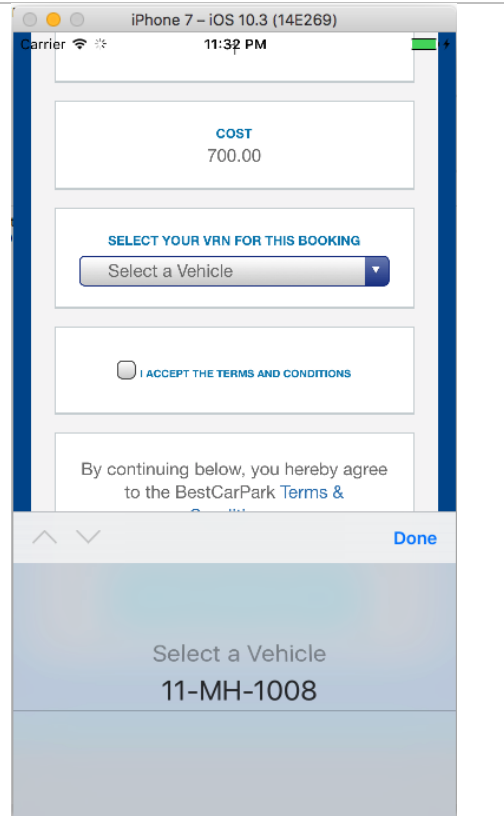 iPhone 7 – iOS 10.3 (14E269)
Carrier 11:32 PM
COST
700.00
SELECT YOUR VRN FOR THIS BOOKING
Select a Vehicle
I ACCEPT THE TERMS AND CONDITIONS
By continuing below, you hereby agree
to the BestCarPark Terms &
Done
Select a Vehicle
11-MH-1008